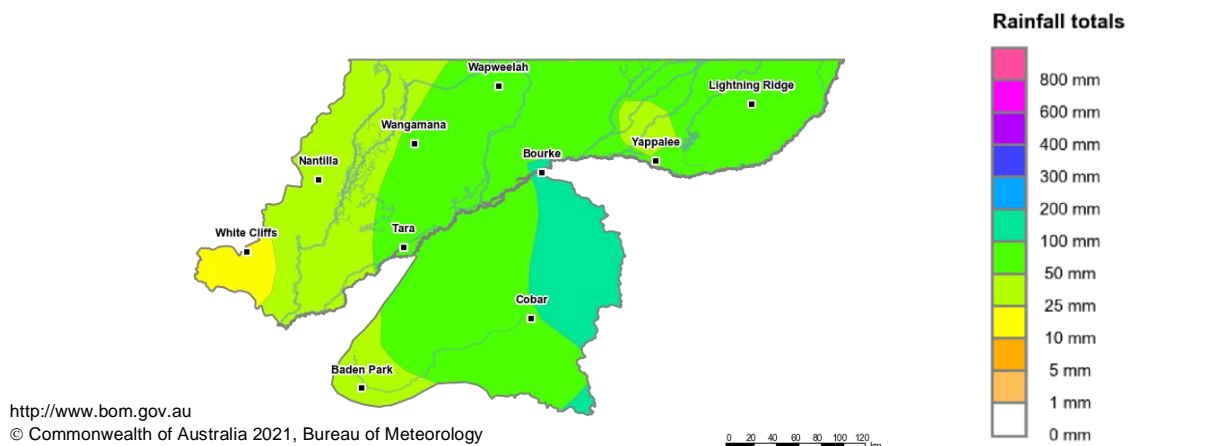 Rainfall totals
800 mm
600 mm
400 mm
300 mm
200 mm
100 mm
50 mm
25 mm
10 mm
5 mm
1 mm
0 mm
Wapweelah
Lightning Ridge
Wangamana
Yappalee
Bourke
Nantilla
Tara
White Cliffs
Cobar
Baden Park
http://www.bom.gov.au
© Commonwealth of Australia 2021, Bureau of Meteorology
0 20 40 60 80 100 120
km